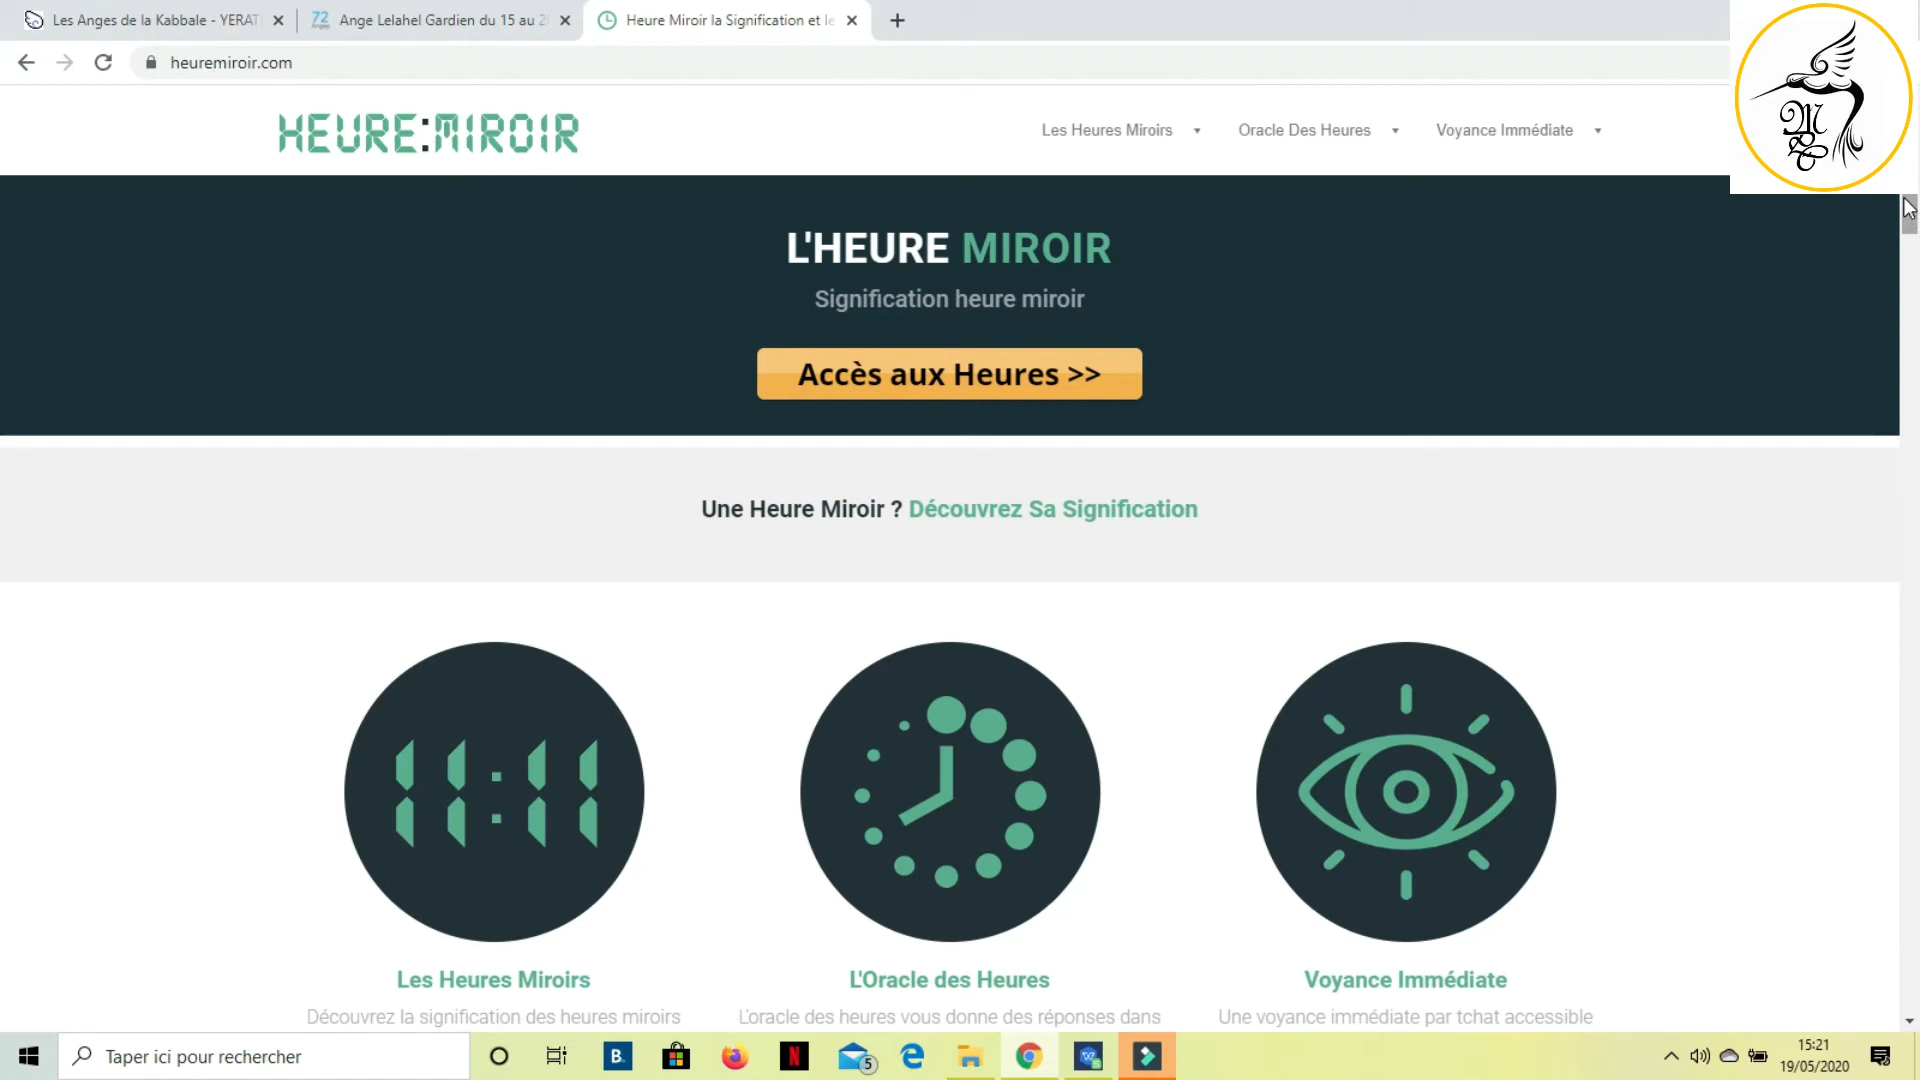 Les Anges de la Kabbale - YERAT
72
Ange Lelahel Gardien du 15 au 2
Heure Miroir la Signification et le
heuremiroir.com
HEURE:MIROIR
Les Heures Miroirs
Oracle Des Heures
Voyance Immédiate
L'HEURE MIROIR
Signification heure miroir
Accès aux Heures >>
Une Heure Miroir ? Découvrez Sa Signification
11:11
Les Heures Miroirs
L'Oracle des Heures
Voyance Immédiate
Découvrez la signification des heures miroirs
L'oracle des heures vous donne des réponses dans
Une voyance immédiate par tchat accessible
Taper ici pour rechercher
B.
N
5
15:21
19/05/2020